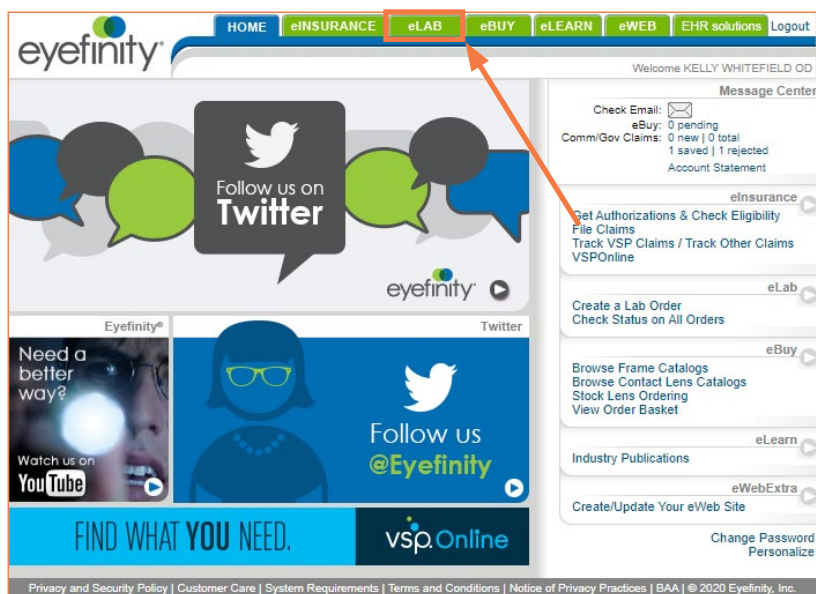 HOME eINSURANCE eLAB eBUY eLEARN eWEB EHR solutions Logout
eyefinity
Welcome KELLY WHITEFIELD OD
Message Center
Check Email:
eBuy: 0 pending
Comm/Gov Claims: 0 new | 0 total
1 saved | 1 rejected
Account Statement
Follow us on
Twitter
eyefinity
eInsurance
Get Authorizations & Check Eligibility
File Claims
Track VSP Claims / Track Other Claims
VSPOnline
eLab
Create a Lab Order
Check Status on All Orders
eBuy
Browse Frame Catalogs
Browse Contact Lens Catalogs
Stock Lens Ordering
View Order Basket
eLearn
Industry Publications
eWebExtra
Create/Update Your eWeb Site
Change Password
Personalize
Eyefinity®
Need a
better
way?
Watch us on
YouTube
Twitter
Follow us
@Eyefinity
FIND WHAT YOU NEED.
vsp.Online
Privacy and Security Policy | Customer Care | System Requirements | Terms and Conditions | Notice of Privacy Practices | BAA | © 2020 Eyefinity, Inc.